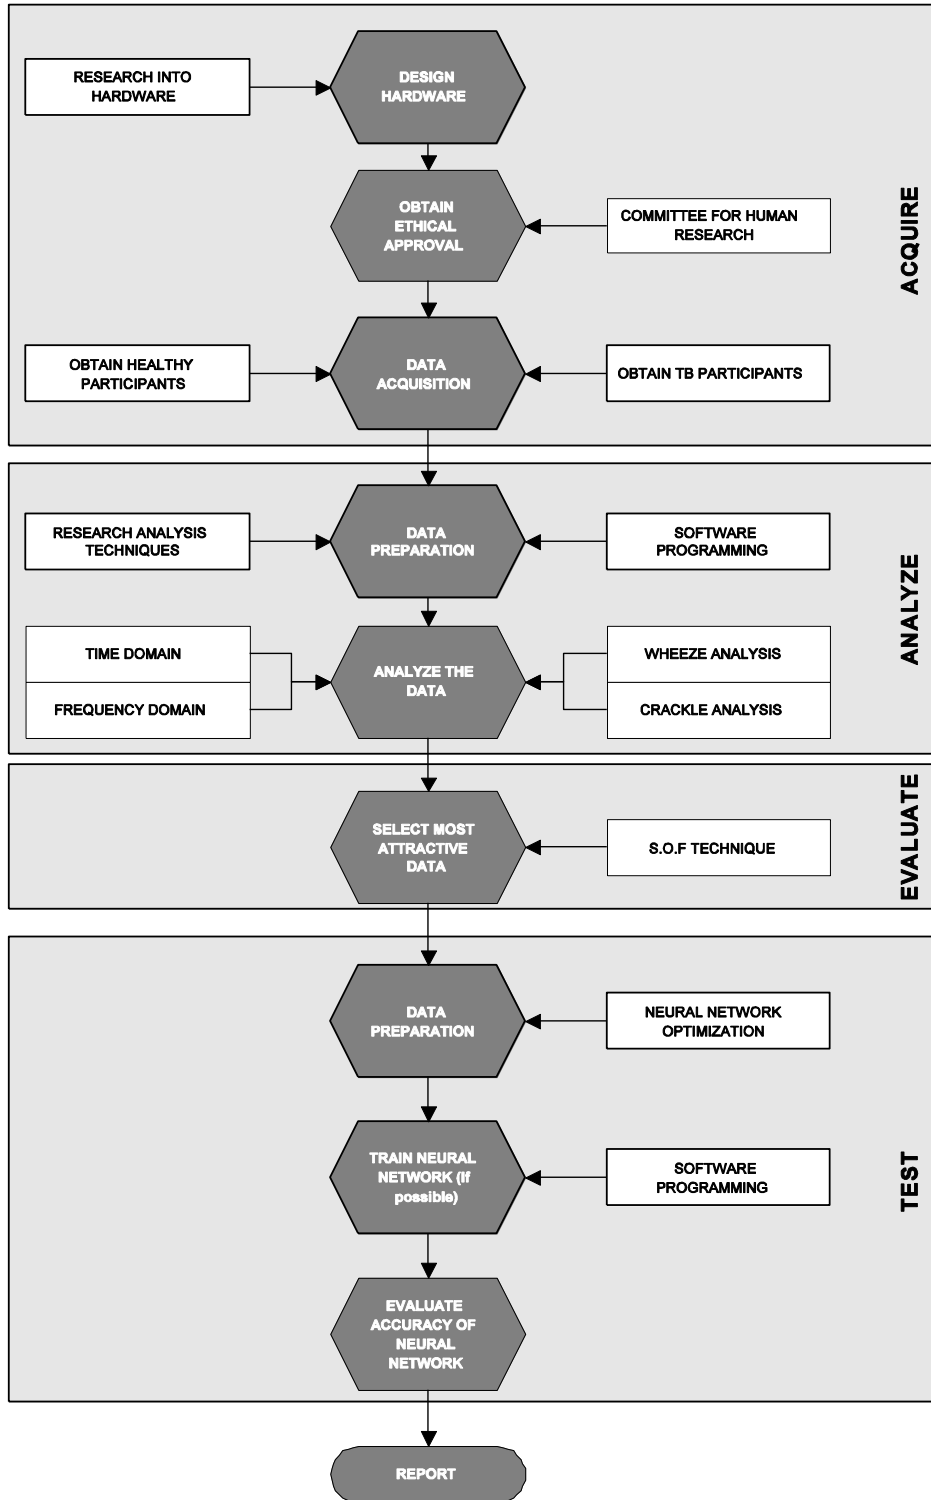 RESEARCH INTO
HARDWARE
DESIGN
HARDWARE
OBTAIN
ETHICAL
APPROVAL
COMMITTEE FOR HUMAN
RESEARCH
ACQUIRE
OBTAIN HEALTHY
PARTICIPANTS
DATA
ACQUISITION
OBTAIN TB PARTICIPANTS
RESEARCH ANALYSIS
TECHNIQUES
DATA
PREPARATION
SOFTWARE
PROGRAMMING
ANALYZE
TIME DOMAIN
FREQUENCY DOMAIN
ANALYZE THE
DATA
WHEEZE ANALYSIS
CRACKLE ANALYSIS
SELECT MOST
ATTRACTIVE
DATA
S.O.F TECHNIQUE
EVALUATE
DATA
PREPARATION
NEURAL NETWORK
OPTIMIZATION
TRAIN NEURAL
NETWORK (if
possible)
SOFTWARE
PROGRAMMING
TEST
EVALUATE
ACCURACY OF
NEURAL
NETWORK
REPORT